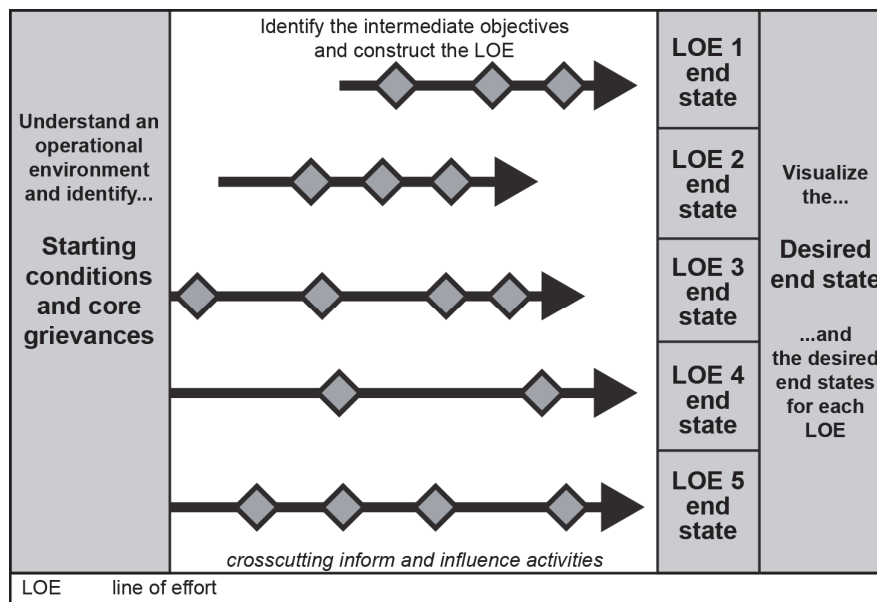 Understand an
operational
environment
and identify...
Starting
conditions
and core
grievances
Identify the intermediate objectives
and construct the LOE
crosscutting inform and influence activities
LOE 1
end
state
LOE 2
end
state
LOE 3
end
state
LOE 4
end
state
LOE 5
end
state
Visualize
the...
Desired
end state
...and
the desired
end states
for each
LOE
LOE line of effort